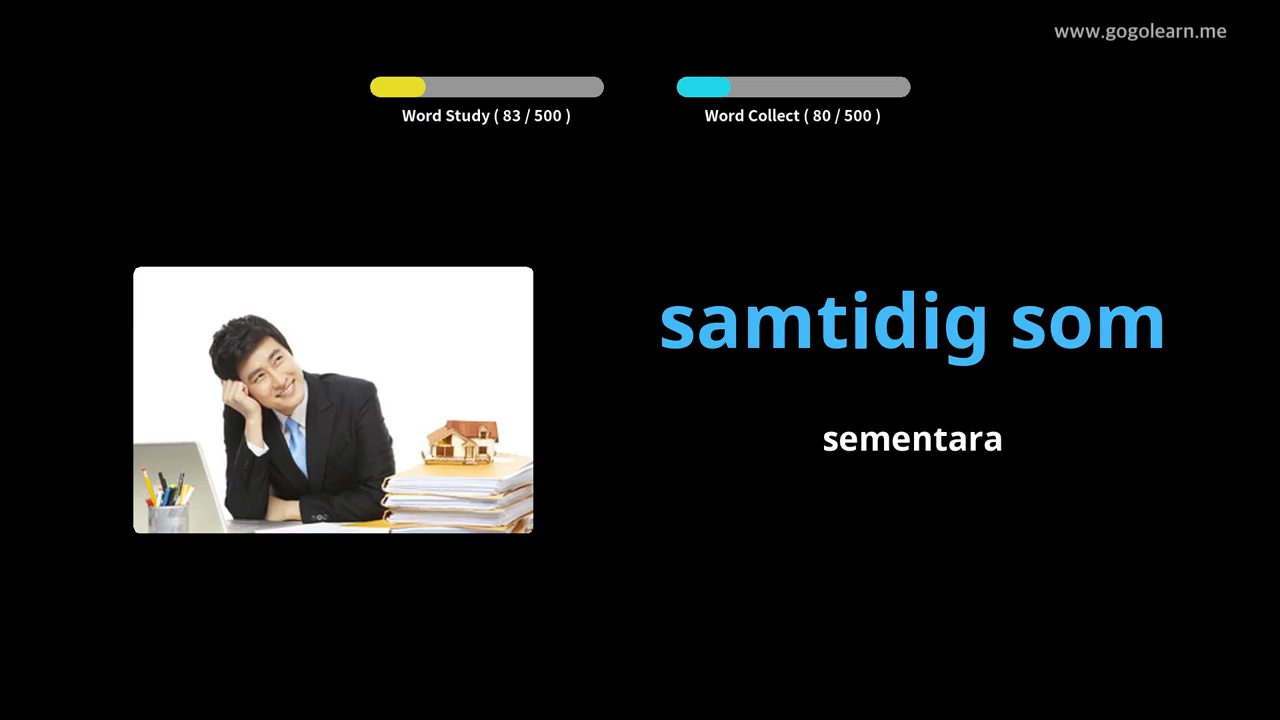 www.gogolearn.me
Word Study ( 83 / 500 )
Word Collect ( 80 / 500 )
samtidig som
sementara